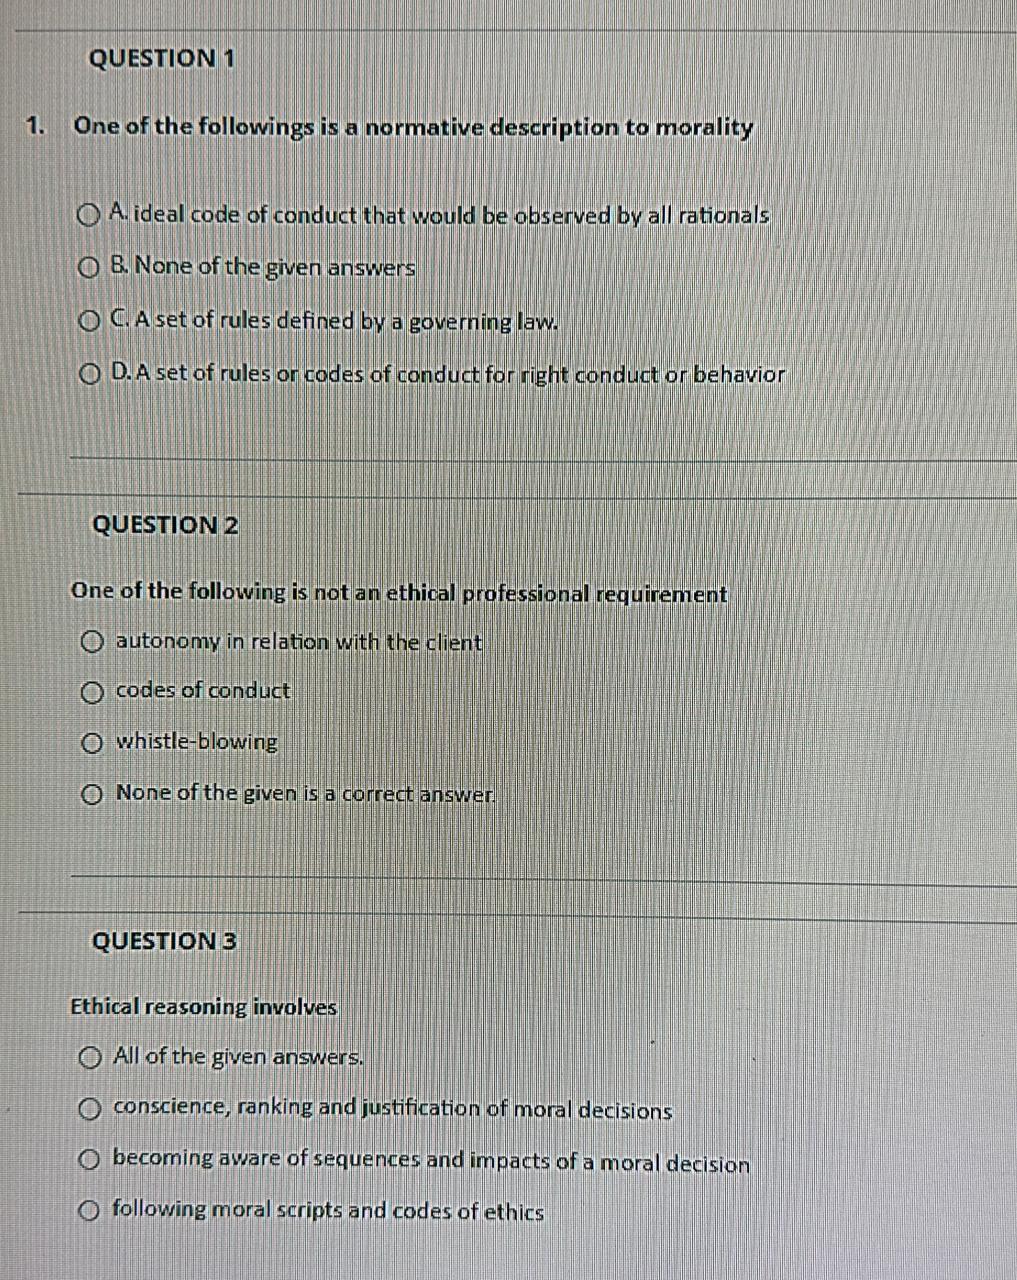 QUESTION 1
1. One of the followings is a normative description to morality
A. ideal code of conduct that would be observed by all rationals
B. None of the given answers
C. A set of rules defined by a governing law.
D. A set of rules or codes of conduct for right conduct or behavior
QUESTION 2
One of the following is not an ethical professional requirement
autonomy in relation with the client
codes of conduct
whistle-blowing
None of the given is a correct answer.
QUESTION 3
Ethical reasoning involves
All of the given answers.
conscience, ranking and justification of moral decisions
becoming aware of sequences and impacts of a moral decision
following moral scripts and codes of ethics